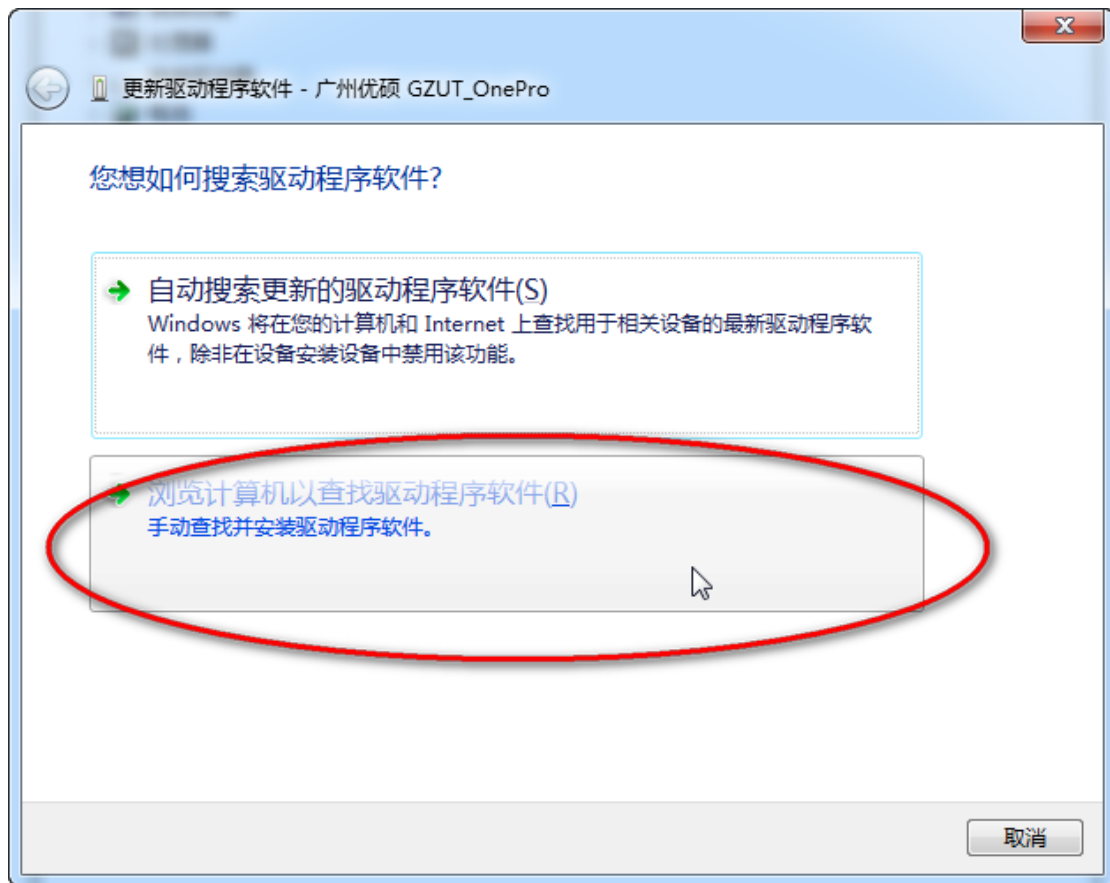 更新驱动程序软件 - 广州优硕 GZUT_OnePro
您想如何搜索驱动程序软件?
自动搜索更新的驱动程序软件(S)
Windows 将在您的计算机和 Internet 上查找用于相关设备的最新驱动程序软
件，除非在设备安装设备中禁用该功能。
浏览计算机以查找驱动程序软件(R)
手动查找并安装驱动程序软件。
取消